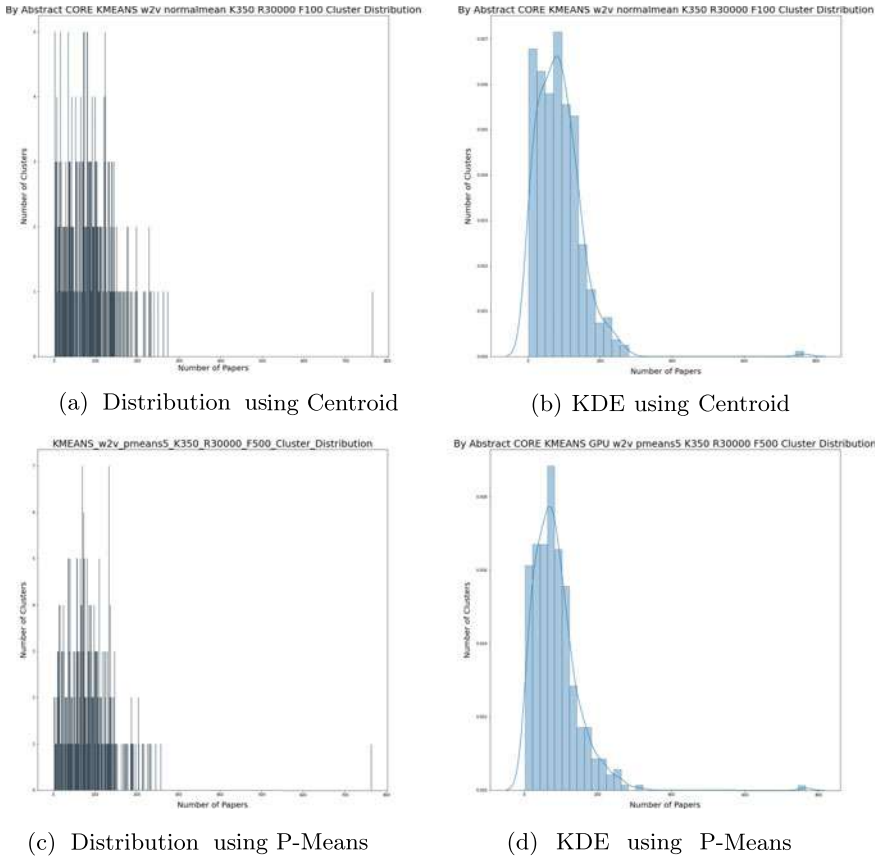 By Abstract CORE KMEANS w2v normalmean K350 R30000 F100 Cluster Distribution
Number of Clusters
Number of Papers
(a) Distribution using Centroid
By Abstract CORE KMEANS w2v normalmean K350 R30000 F100 Cluster Distribution
Number of Clusters
Number of Papers
(b) KDE using Centroid
KMEANS_w2v_pmeans5_K350_R30000_F500_Cluster_Distribution
Number of Clusters
Number of Papers
(c) Distribution using P-Means
By Abstract CORE KMEANS GPU w2v pmeans5 K350 R30000 F500 Cluster Distribution
Number of Clusters
Number of Papers
(d) KDE using P-Means